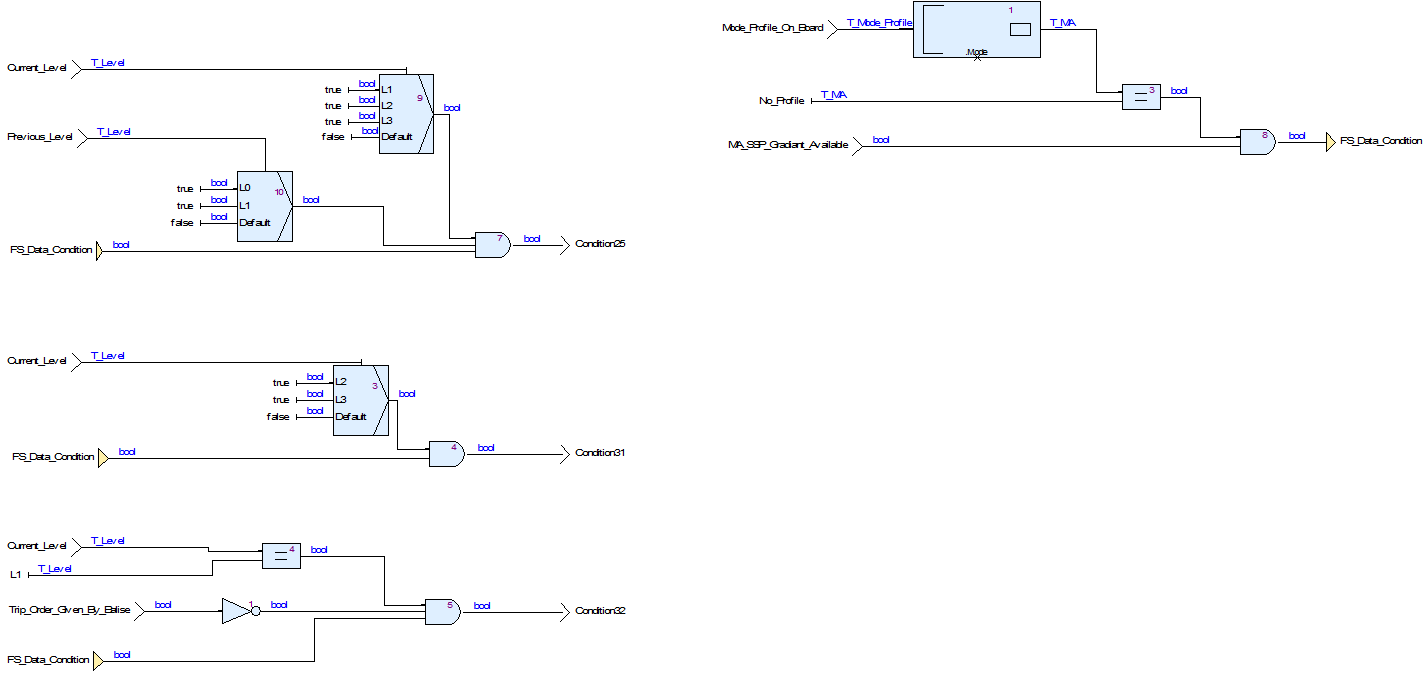 Current_Level T_Level
true bool L1 9
true bool L2 bool
true bool L3
false bool Default
Previous_Level T_Level
true bool L0 10
true bool L1 bool
false bool Default
FS_Data_Condition bool 7 bool Condition25
Current_Level T_Level
true bool L2 3
true bool L3 bool
false bool Default
FS_Data_Condition bool 4 bool Condition31
Current_Level T_Level 4 bool
L1 T_Level
Trip_Order_Given_By_Balise bool 1 bool 5 bool Condition32
FS_Data_Condition bool
Mode_Profile_On_Board T_Mode_Profile 1 T_MA
.Mode
No_Profile T_MA 3 bool
MA_SSP_Gradiant_Available bool 8 bool FS_Data_Condition